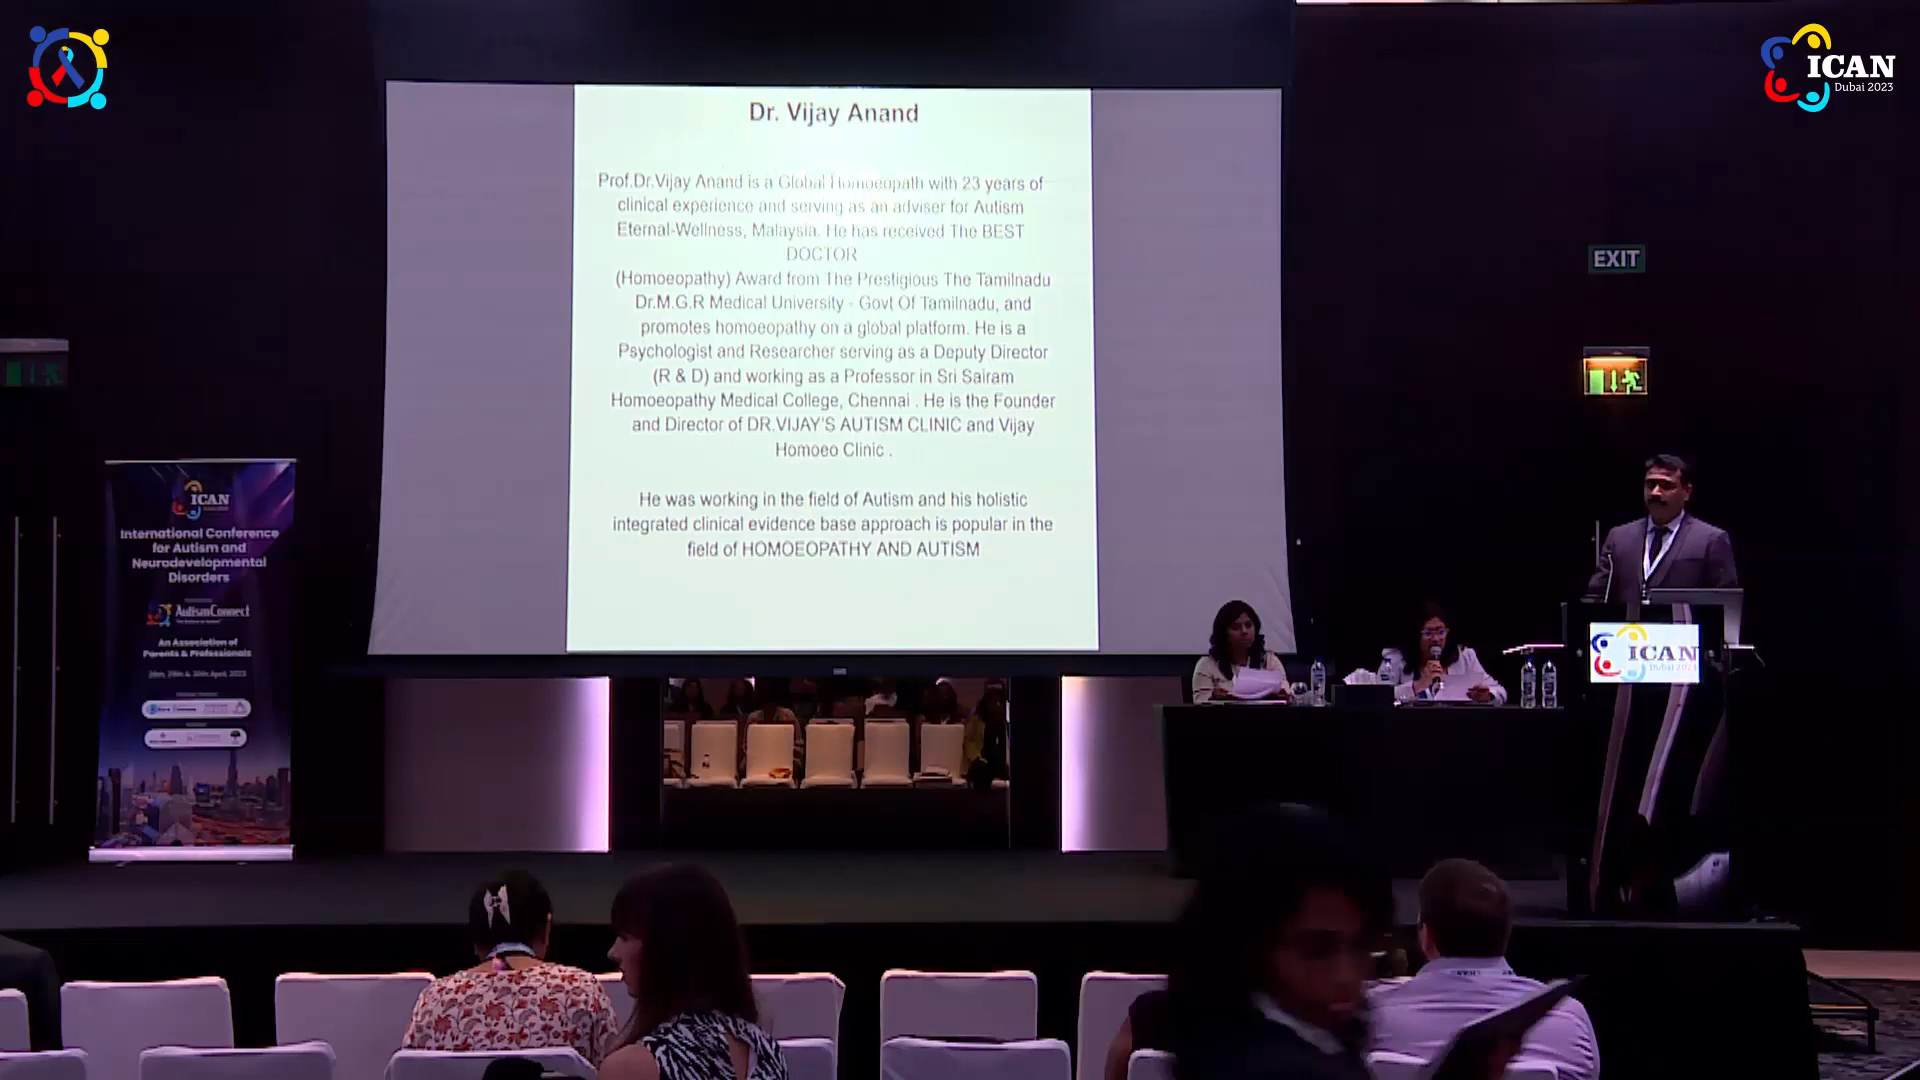 ICAN
Dubai 2023
Dr. Vijay Anand
Prof.Dr.Vijay Anand is a Global Homoeopath with 23 years of
clinical experience and serving as an adviser for Autism
Eternal-Wellness, Malaysia. He has received The BEST
DOCTOR
(Homoeopathy) Award from The Prestigious The Tamilnadu
Dr.M.G.R Medical University - Govt Of Tamilnadu, and
promotes homoeopathy on a global platform. He is a
Psychologist and Researcher serving as a Deputy Director
(R & D) and working as a Professor in Sri Sairam
Homoeopathy Medical College, Chennai . He is the Founder
and Director of DR.VIJAY'S AUTISM CLINIC and Vijay
Homoeo Clinic .
He was working in the field of Autism and his holistic
integrated clinical evidence base approach is popular in the
field of HOMOEOPATHY AND AUTISM
EXIT
ICAN
International Conference
for Autism and
Neurodevelopmental
Disorders
AutismConnect
An Association of
Parents & Professionals
ICAN
Dubai 2023